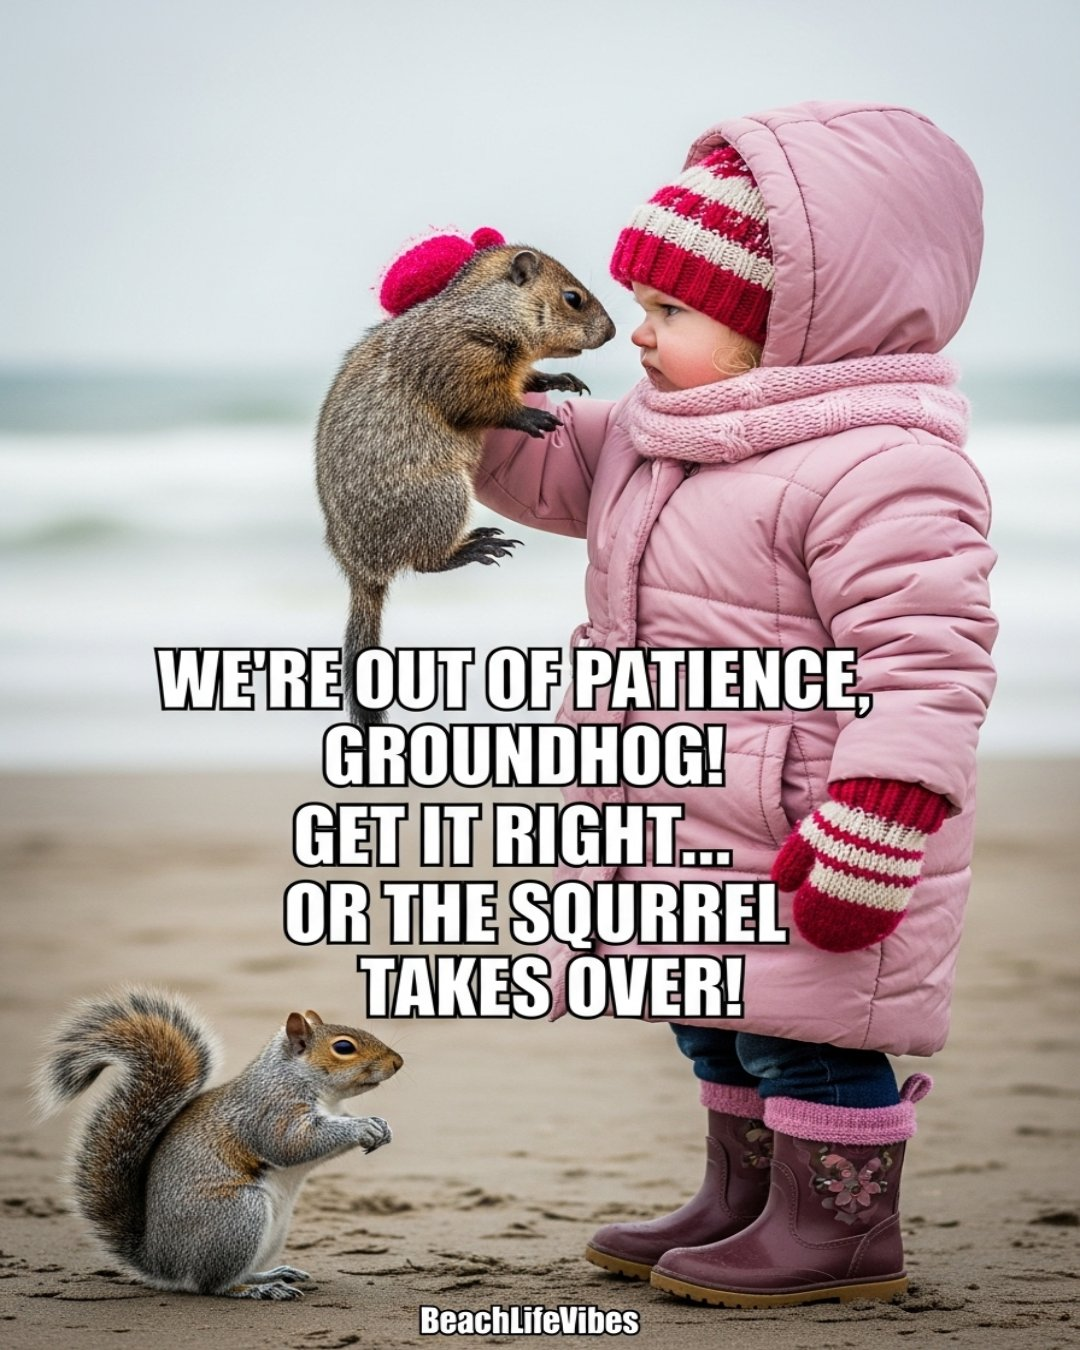 WE'RE OUT OF PATIENCE,
GROUNDHOG!
GET IT RIGHT...
OR THE SQURREL
TAKES OVER!
BeachLifeVibes